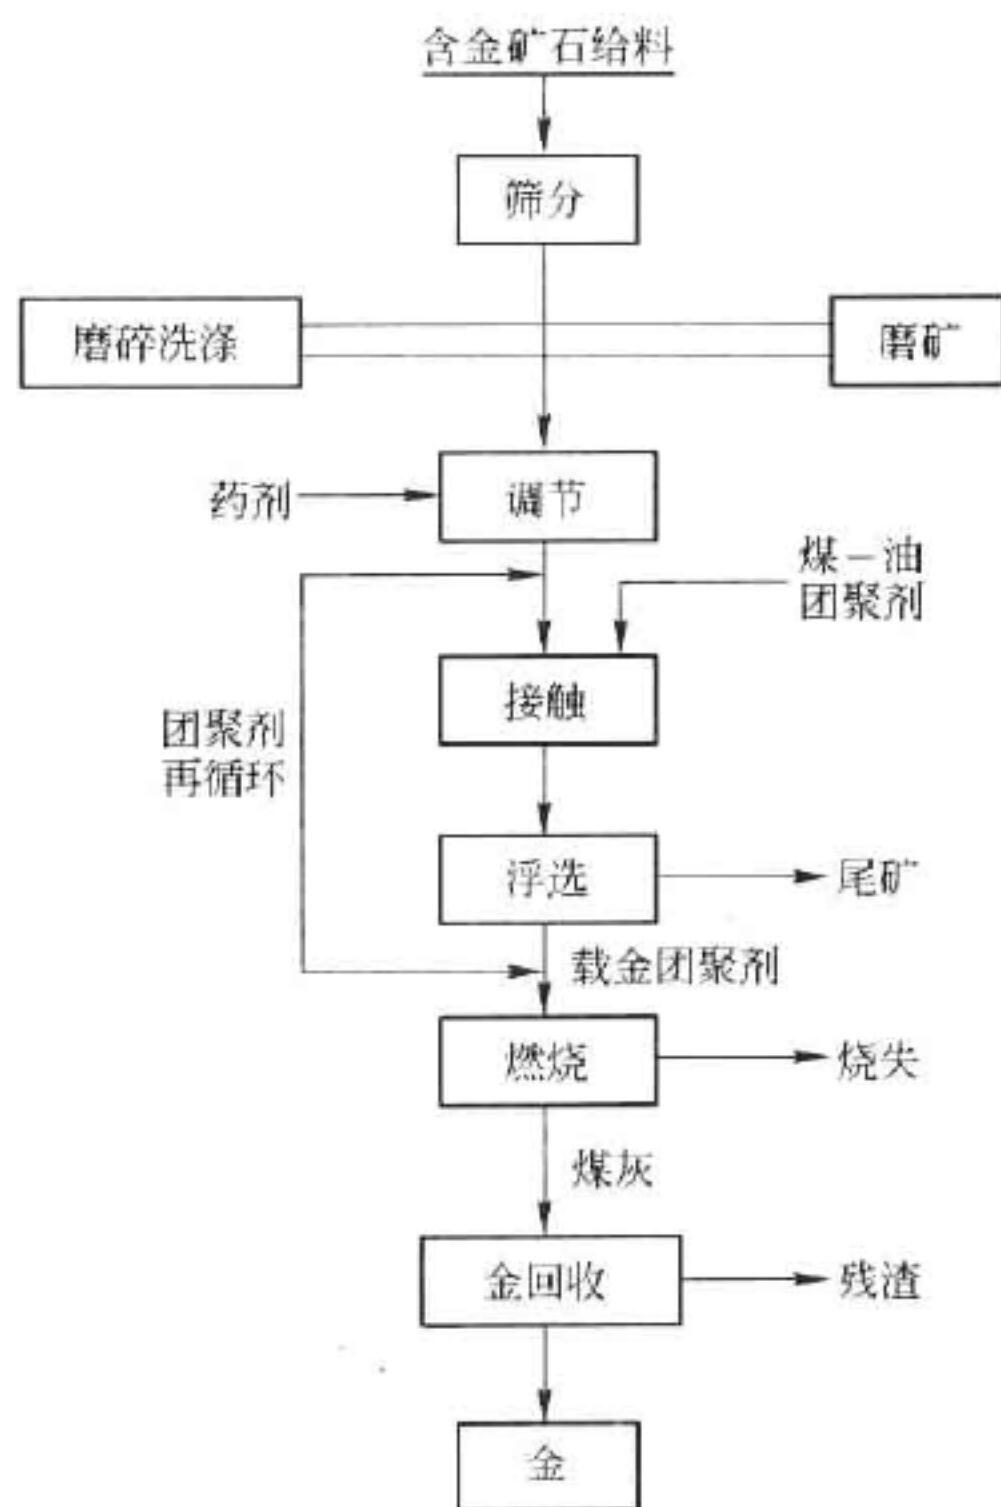 含金矿石给料
筛分
磨碎洗涤
磨矿
药剂
调节
煤－油
团聚剂
接触
团聚剂
再循环
浮选
尾矿
载金团聚剂
燃烧
烧失
煤灰
金回收
残渣
金